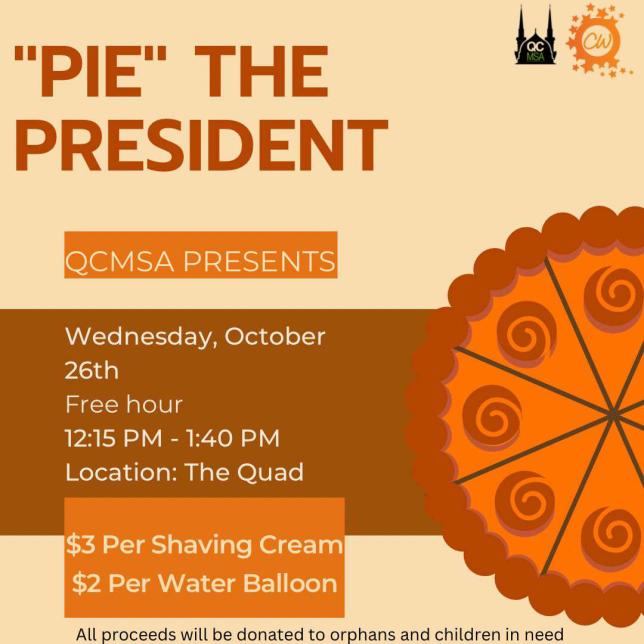 QC
MSA
CW
"PIE" THE
PRESIDENT
QCMSA PRESENTS
Wednesday, October
26th
Free hour
12:15 PM - 1:40 PM
Location: The Quad
$3 Per Shaving Cream
$2 Per Water Balloon
All proceeds will be donated to orphans and children in need